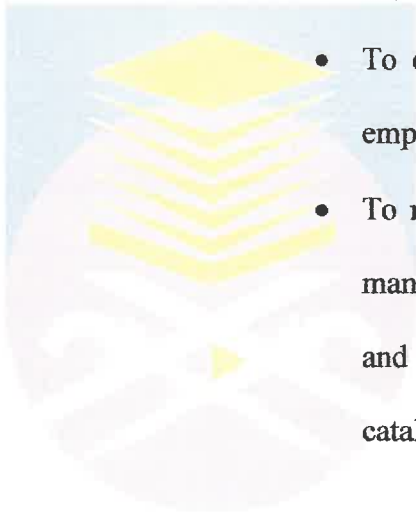 • To
emp
• To
man
and
catal